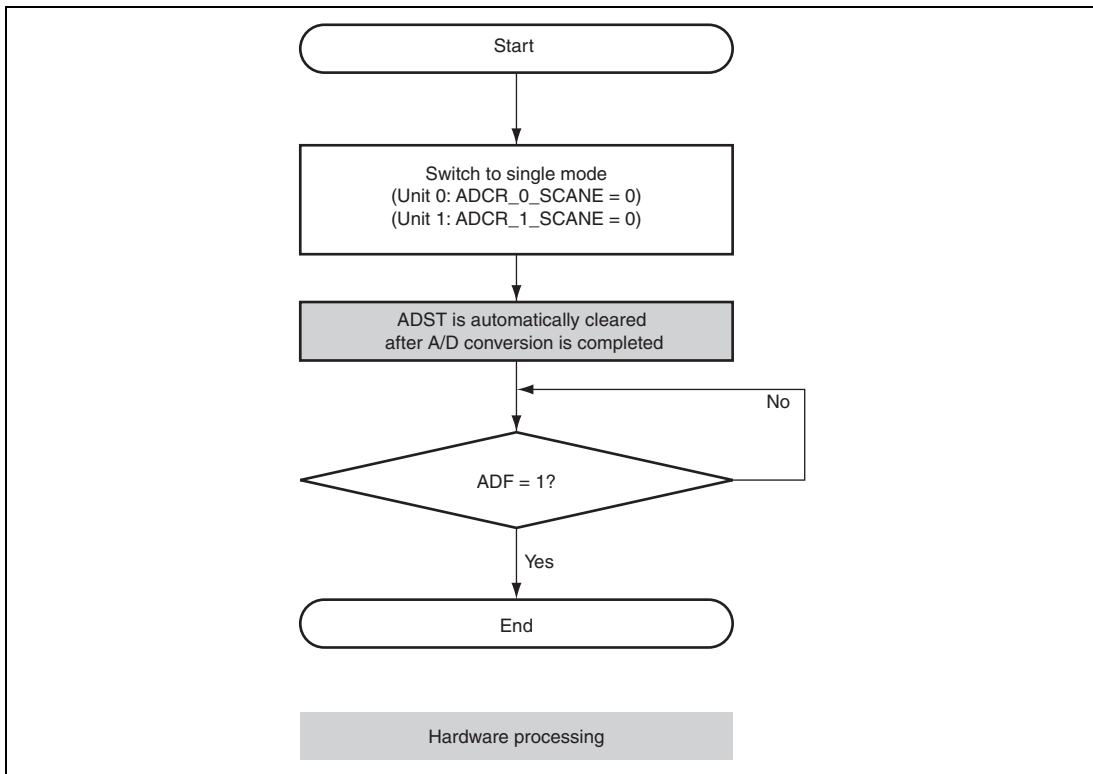 Start
Switch to single mode
(Unit 0: ADCR_0_SCANE = 0)
(Unit 1: ADCR_1_SCANE = 0)
ADST is automatically cleared
after A/D conversion is completed
No
ADF = 1?
Yes
End
Hardware processing